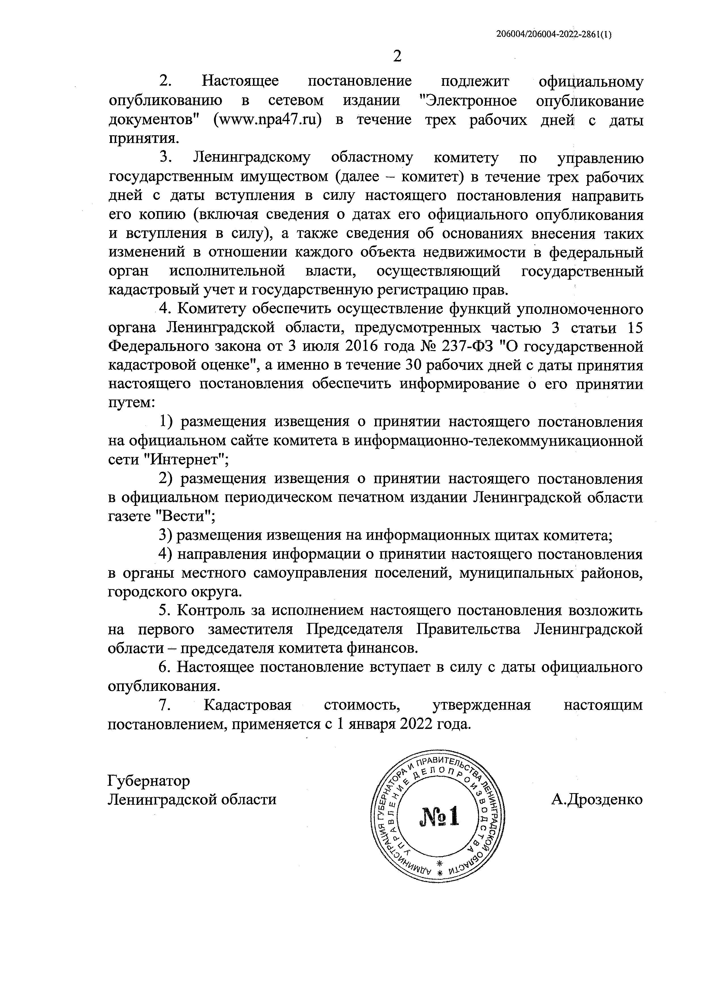 206004/206004-2022-2861(1)
2
2. Настоящее постановление подлежит официальному
опубликованию в сетевом издании "Электронное опубликование
документов" (www.npa47.ru) в течение трех рабочих дней с даты
принятия.
3. Ленинградскому областному комитету по управлению
государственным имуществом (далее – комитет) в течение трех рабочих
дней с даты вступления в силу настоящего постановления направить
его копию (включая сведения о датах его официального опубликования
и вступления в силу), а также сведения об основаниях внесения таких
изменений в отношении каждого объекта недвижимости в федеральный
орган исполнительной власти, осуществляющий государственный
кадастровый учет и государственную регистрацию прав.
4. Комитету обеспечить осуществление функций уполномоченного
органа Ленинградской области, предусмотренных частью 3 статьи 15
Федерального закона от 3 июля 2016 года № 237-ФЗ "О государственной
кадастровой оценке", а именно в течение 30 рабочих дней с даты принятия
настоящего постановления обеспечить информирование о его принятии
путем:
1) размещения извещения о принятии настоящего постановления
на официальном сайте комитета в информационно-телекоммуникационной
сети "Интернет";
2) размещения извещения о принятии настоящего постановления
в официальном периодическом печатном издании Ленинградской области
газете "Вести";
3) размещения извещения на информационных щитах комитета;
4) направления информации о принятии настоящего постановления
в органы местного самоуправления поселений, муниципальных районов,
городского округа.
5. Контроль за исполнением настоящего постановления возложить
на первого заместителя Председателя Правительства Ленинградской
области – председателя комитета финансов.
6. Настоящее постановление вступает в силу с даты официального
опубликования.
7. Кадастровая стоимость, утвержденная настоящим
постановлением, применяется с 1 января 2022 года.
Губернатор
Ленинградской области
А.Дрозденко
АДМИНИСТРАЦИЯ ГУБЕРНАТОРА И ПРАВИТЕЛЬСТВА ЛЕНИНГРАДСКОЙ ОБЛАСТИ *
УПРАВЛЕНИЕ ДЕЛОПРОИЗВОДСТВА *
№1